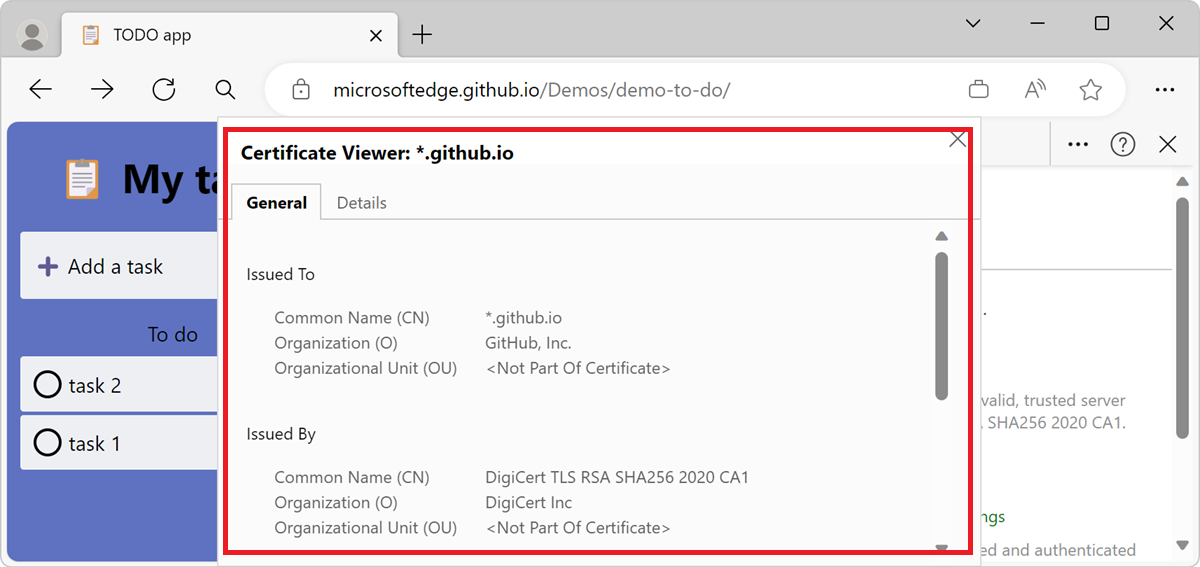 TODO app
microsoftedge.github.io/Demos/demo-to-do/
My
Add a task
To do
task 2
task 1
Certificate Viewer: *.github.io
General Details
Issued To
Common Name (CN) *.github.io
Organization (O) GitHub, Inc.
Organizational Unit (OU) <Not Part Of Certificate>
Issued By
Common Name (CN) DigiCert TLS RSA SHA256 2020 CA1
Organization (O) DigiCert Inc
Organizational Unit (OU) <Not Part Of Certificate>
valid, trusted server
SHA256 2020 CA1.
and authenticated